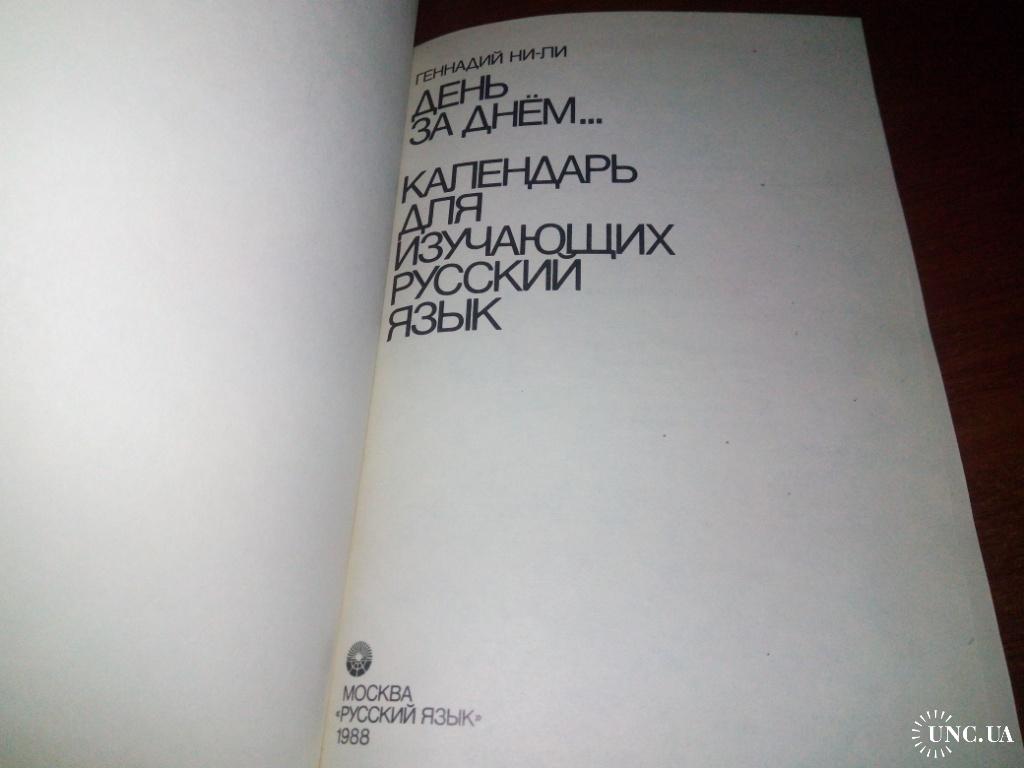 ГЕННАДИЙ НИ-ЛИ
ДЕНЬ
ЗА ДНЁМ...
КАЛЕНДАРЬ
ДЛЯ
ИЗУЧАЮЩИХ
РУССКИЙ
ЯЗЫК
МОСКВА
«РУССКИЙ ЯЗЫК»
1988
UNC.UA